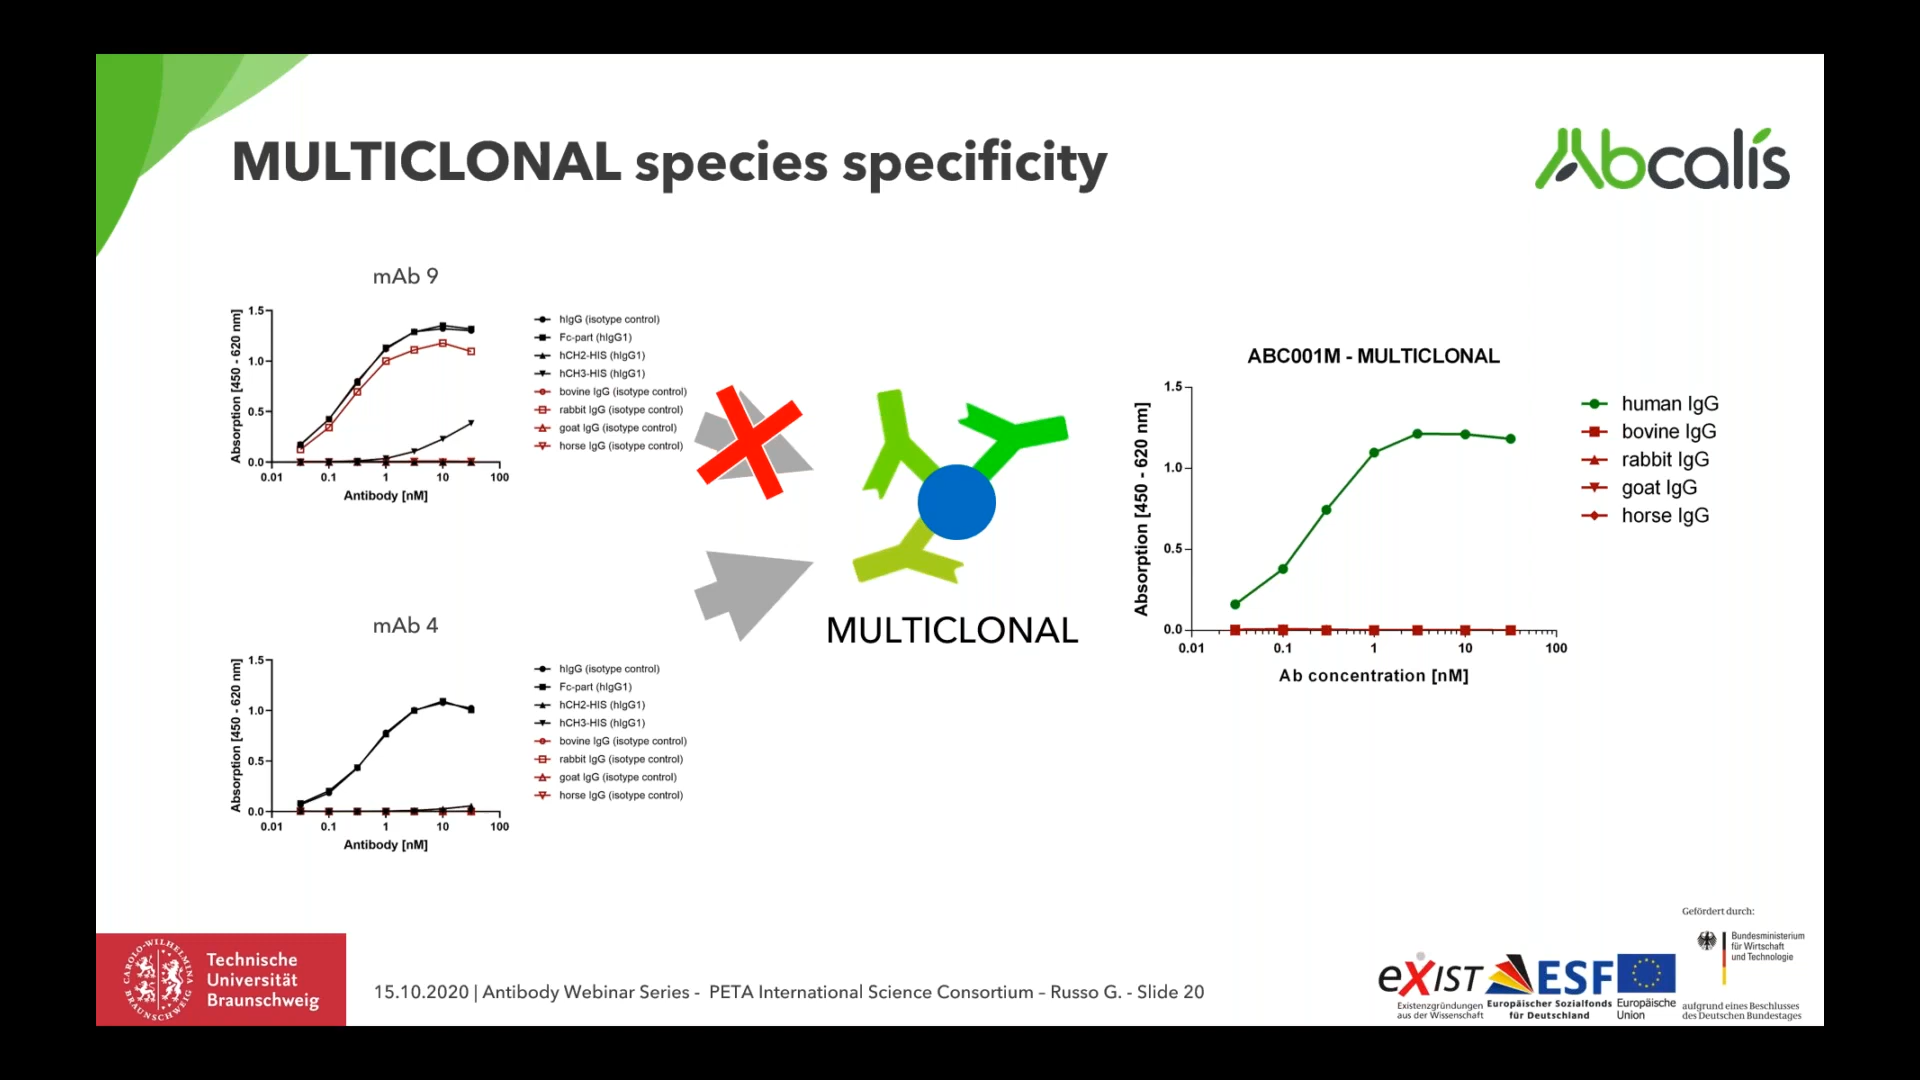 MULTICLONAL species specificity
Abcalis
mAb 9
Absorption [450 - 620 nm]
1.5
1.0
0.5
0.0
0.01 0.1 1 10 100
Antibody [nM]
hIgG (isotype control)
Fc-part (hIgG1)
hCH2-HIS (hIgG1)
hCH3-HIS (hIgG1)
bovine IgG (isotype control)
rabbit IgG (isotype control)
goat IgG (isotype control)
horse IgG (isotype control)
mAb 4
Absorption [450 - 620 nm]
1.5
1.0
0.5
0.0
0.01 0.1 1 10 100
Antibody [nM]
hIgG (isotype control)
Fc-part (hIgG1)
hCH2-HIS (hIgG1)
hCH3-HIS (hIgG1)
bovine IgG (isotype control)
rabbit IgG (isotype control)
goat IgG (isotype control)
horse IgG (isotype control)
MULTICLONAL
ABC001M - MULTICLONAL
Absorption [450 - 620 nm]
1.5
1.0
0.5
0.0
0.01 0.1 1 10 100
Ab concentration [nM]
human IgG
bovine IgG
rabbit IgG
goat IgG
horse IgG
CAROLO-WILHELMINA
BRAUNSCHWEIG
Technische
Universität
Braunschweig
15.10.2020 | Antibody Webinar Series - PETA International Science Consortium – Russo G. - Slide 20
eXIST
Existenzgründungen
aus der Wissenschaft
ESF
Europäischer Sozialfonds
für Deutschland
Europäische
Union
Gefördert durch:
Bundesministerium
für Wirtschaft
und Technologie
aufgrund eines Beschlusses
des Deutschen Bundestages